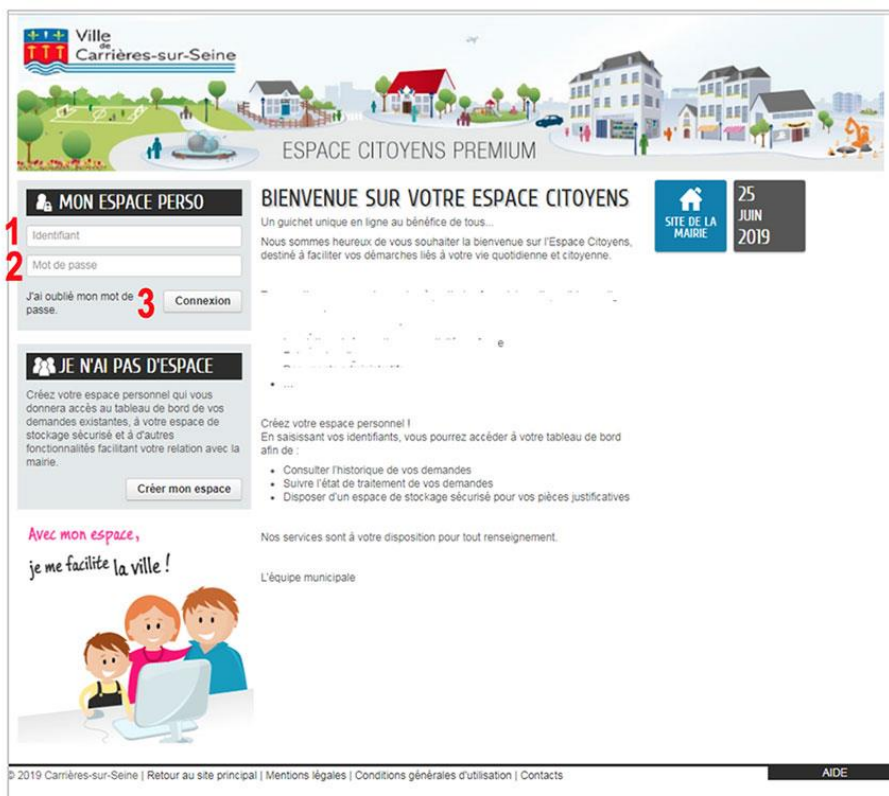 Ville
de
Carrières-sur-Seine
ESPACE CITOYENS PREMIUM
MON ESPACE PERSO
1 Identifiant
2 Mot de passe
J'ai oublié mon mot de
passe.
3 Connexion
JE N'AI PAS D'ESPACE
Créez votre espace personnel qui vous
donnera accès au tableau de bord de vos
demandes existantes, à votre espace de
stockage sécurisé et à d'autres
fonctionnalités facilitant votre relation avec la
mairie.
Créer mon espace
Avec mon espace,
je me facilite la ville !
BIENVENUE SUR VOTRE ESPACE CITOYENS
Un guichet unique en ligne au bénéfice de tous...
Nous sommes heureux de vous souhaiter la bienvenue sur l'Espace Citoyens,
destiné à faciliter vos démarches liés à votre vie quotidienne et citoyenne.
e
• ...
Créez votre espace personnel !
En saisissant vos identifiants, vous pourrez accéder à votre tableau de bord
afin de :
• Consulter l'historique de vos demandes
• Suivre l'état de traitement de vos demandes
• Disposer d'un espace de stockage sécurisé pour vos pièces justificatives
Nos services sont à votre disposition pour tout renseignement.
L'équipe municipale
SITE DE LA
MAIRIE
25
JUIN
2019
© 2019 Carrières-sur-Seine | Retour au site principal | Mentions légales | Conditions générales d'utilisation | Contacts
AIDE